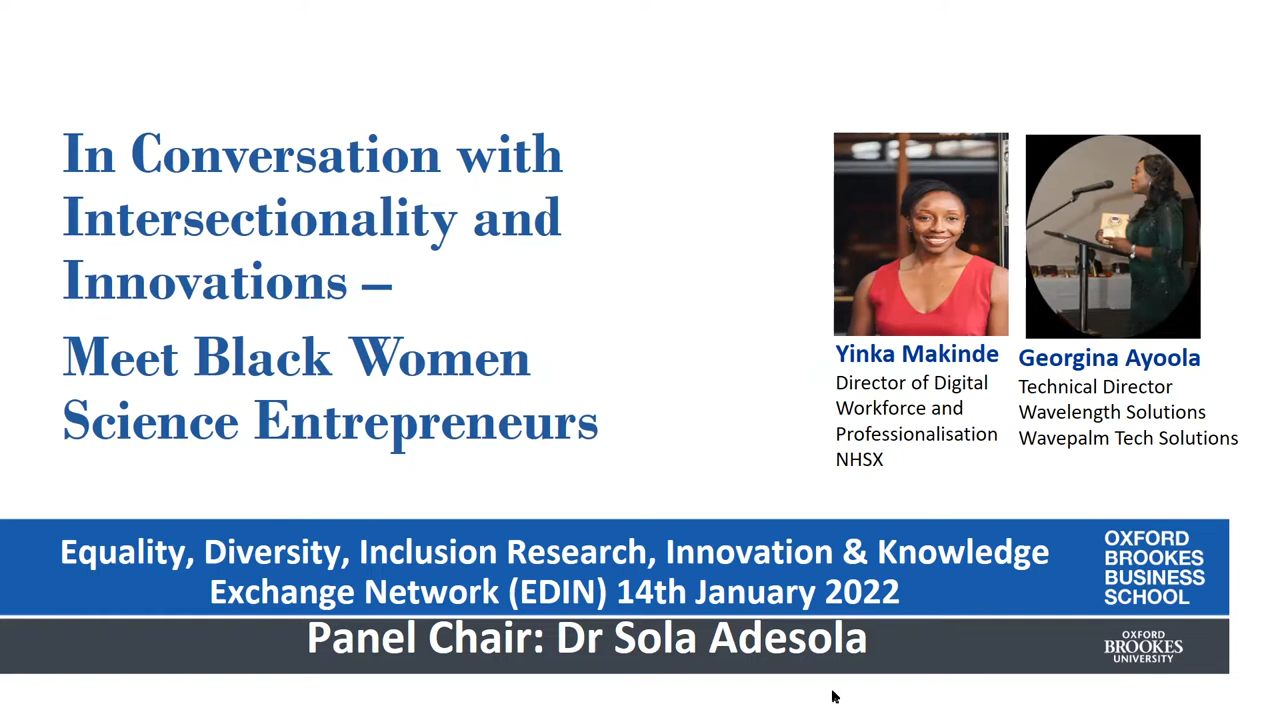 In Conversation with
Intersectionality and
Innovations –
Meet Black Women
Science Entrepreneurs
Yinka Makinde
Director of Digital
Workforce and
Professionalisation
NHSX
Georgina Ayoola
Technical Director
Wavelength Solutions
Wavepalm Tech Solutions
Equality, Diversity, Inclusion Research, Innovation & Knowledge
Exchange Network (EDIN) 14th January 2022
OXFORD
BROOKES
BUSINESS
SCHOOL
Panel Chair: Dr Sola Adesola
OXFORD
BROOKES
UNIVERSITY